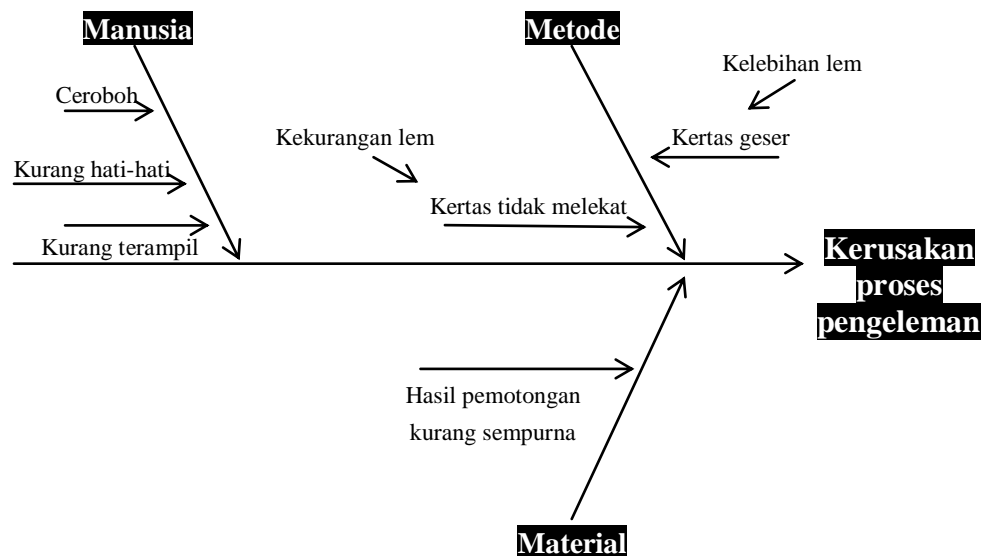 Manusia
Metode
Kelebihan lem
Ceroboh
Kekurangan lem
Kertas geser
Kurang hati-hati
Kertas tidak melekat
Kurang terampil
Kerusakan
proses
pengeleman
Hasil pemotongan
kurang sempurna
Material